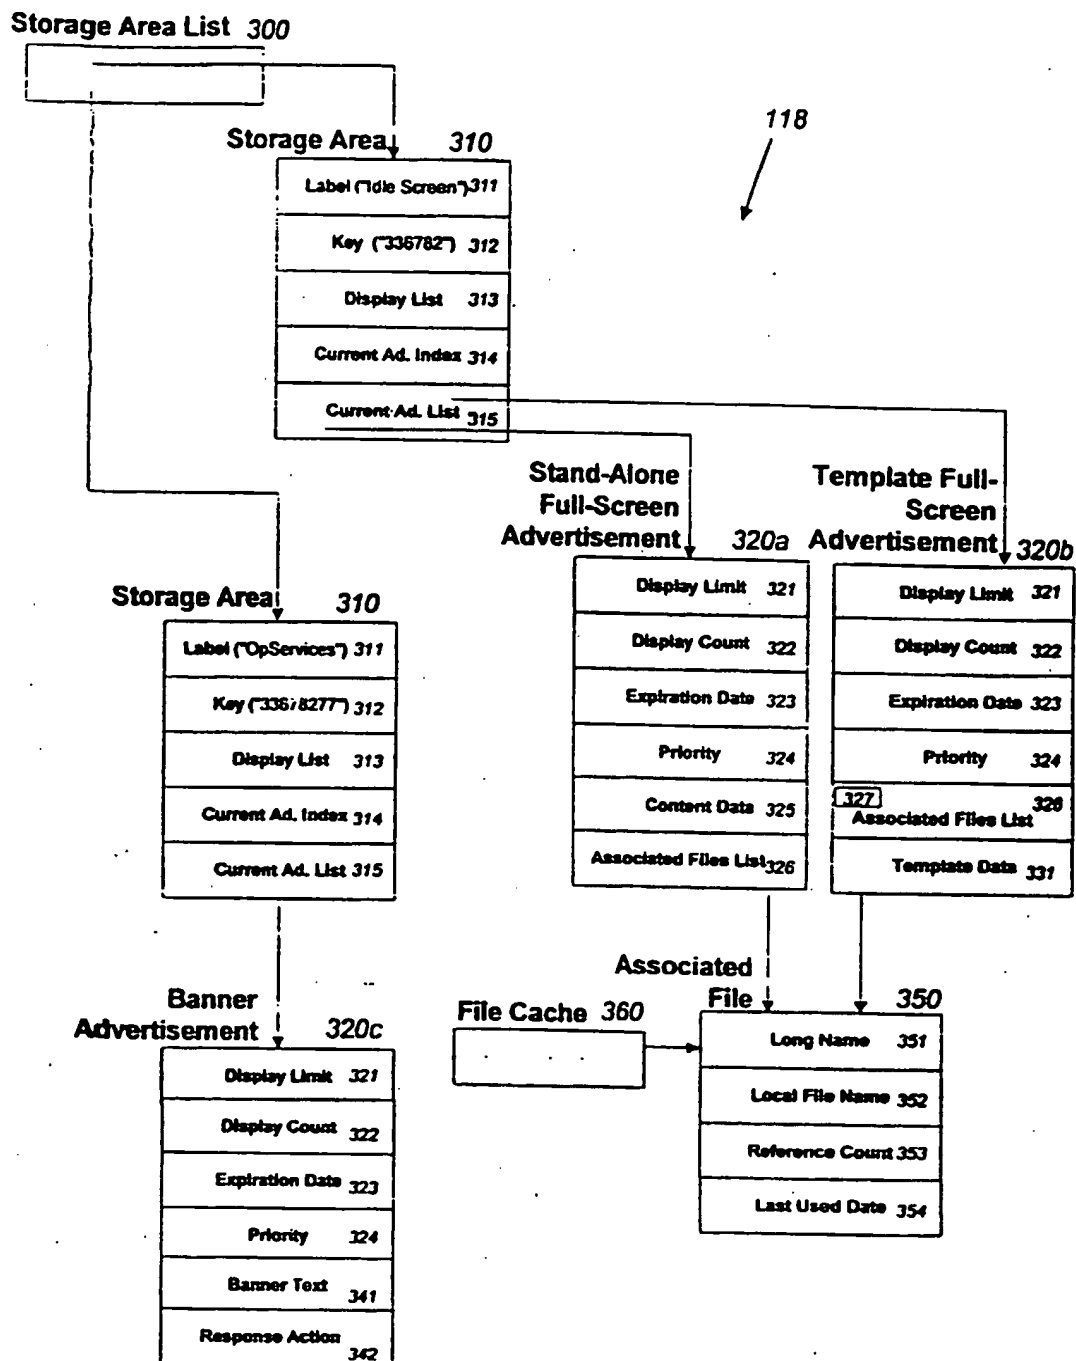 Storage Area List 300
118
Storage Area 310
Label ("Idle Screen") 311
Key ("336782") 312
Display List 313
Current Ad. Index 314
Current Ad. List 315
Stand-Alone
Full-Screen
Advertisement 320a
Display Limit 321
Display Count 322
Expiration Date 323
Priority 324
Content Data 325
Associated Files List 326
Template Full-
Screen
Advertisement 320b
Display Limit 321
Display Count 322
Expiration Date 323
Priority 324
327 326
Associated Files List
Template Data 331
Storage Area 310
Label ("OpServices") 311
Key ("33678277") 312
Display List 313
Current Ad. Index 314
Current Ad. List 315
Banner
Advertisement 320c
Display Limit 321
Display Count 322
Expiration Date 323
Priority 324
Banner Text 341
Response Action 342
File Cache 360
Associated
File 350
Long Name 351
Local File Name 352
Reference Count 353
Last Used Date 354